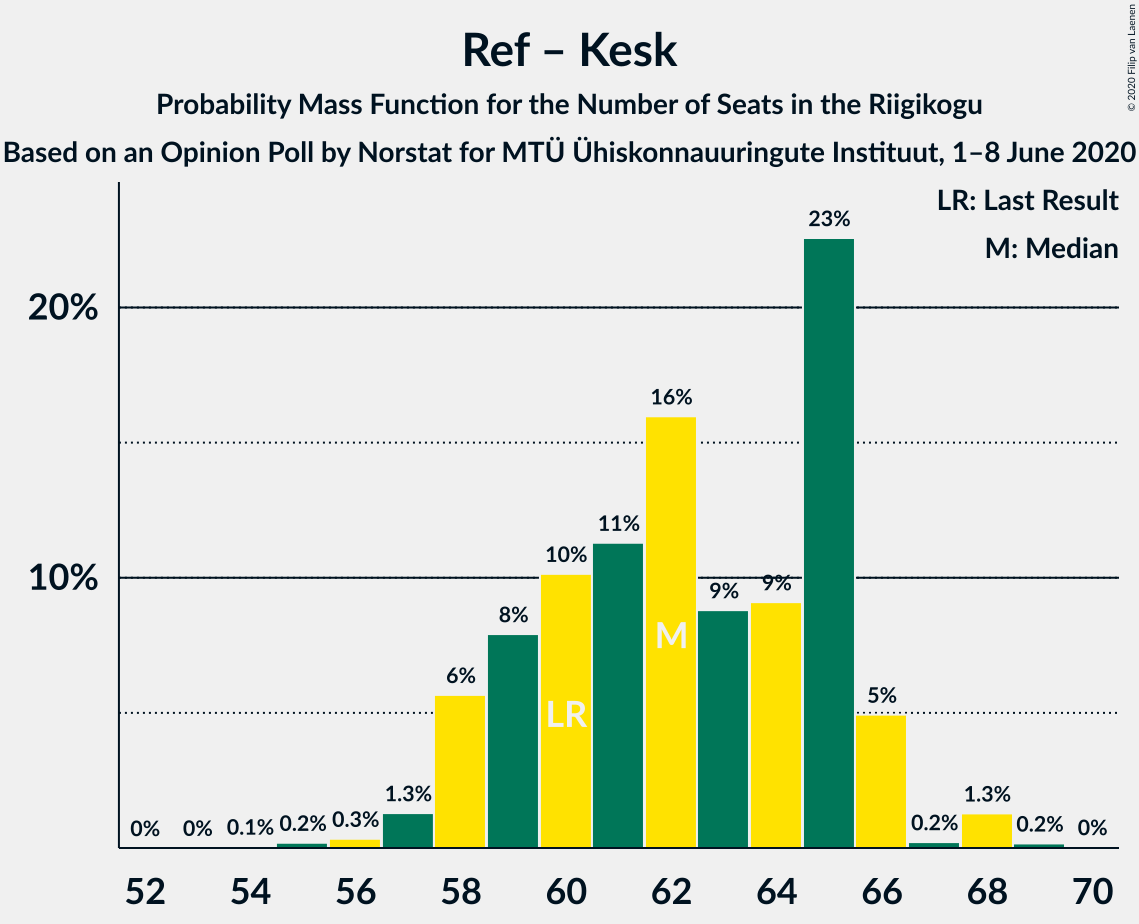 Ref – Kesk
Probability Mass Function for the Number of Seats in the Riigikogu
Based on an Opinion Poll by Norstat for MTÜ Ühiskonnauuringute Instituut, 1–8 June 2020
© 2020 Filip van Laenen
LR: Last Result
M: Median
20%
10%
0%
0%
0.1%
0.2%
0.3%
1.3%
6%
8%
10%
11%
16%
9%
9%
23%
5%
0.2%
1.3%
0.2%
0%
LR
M
52 54 56 58 60 62 64 66 68 70